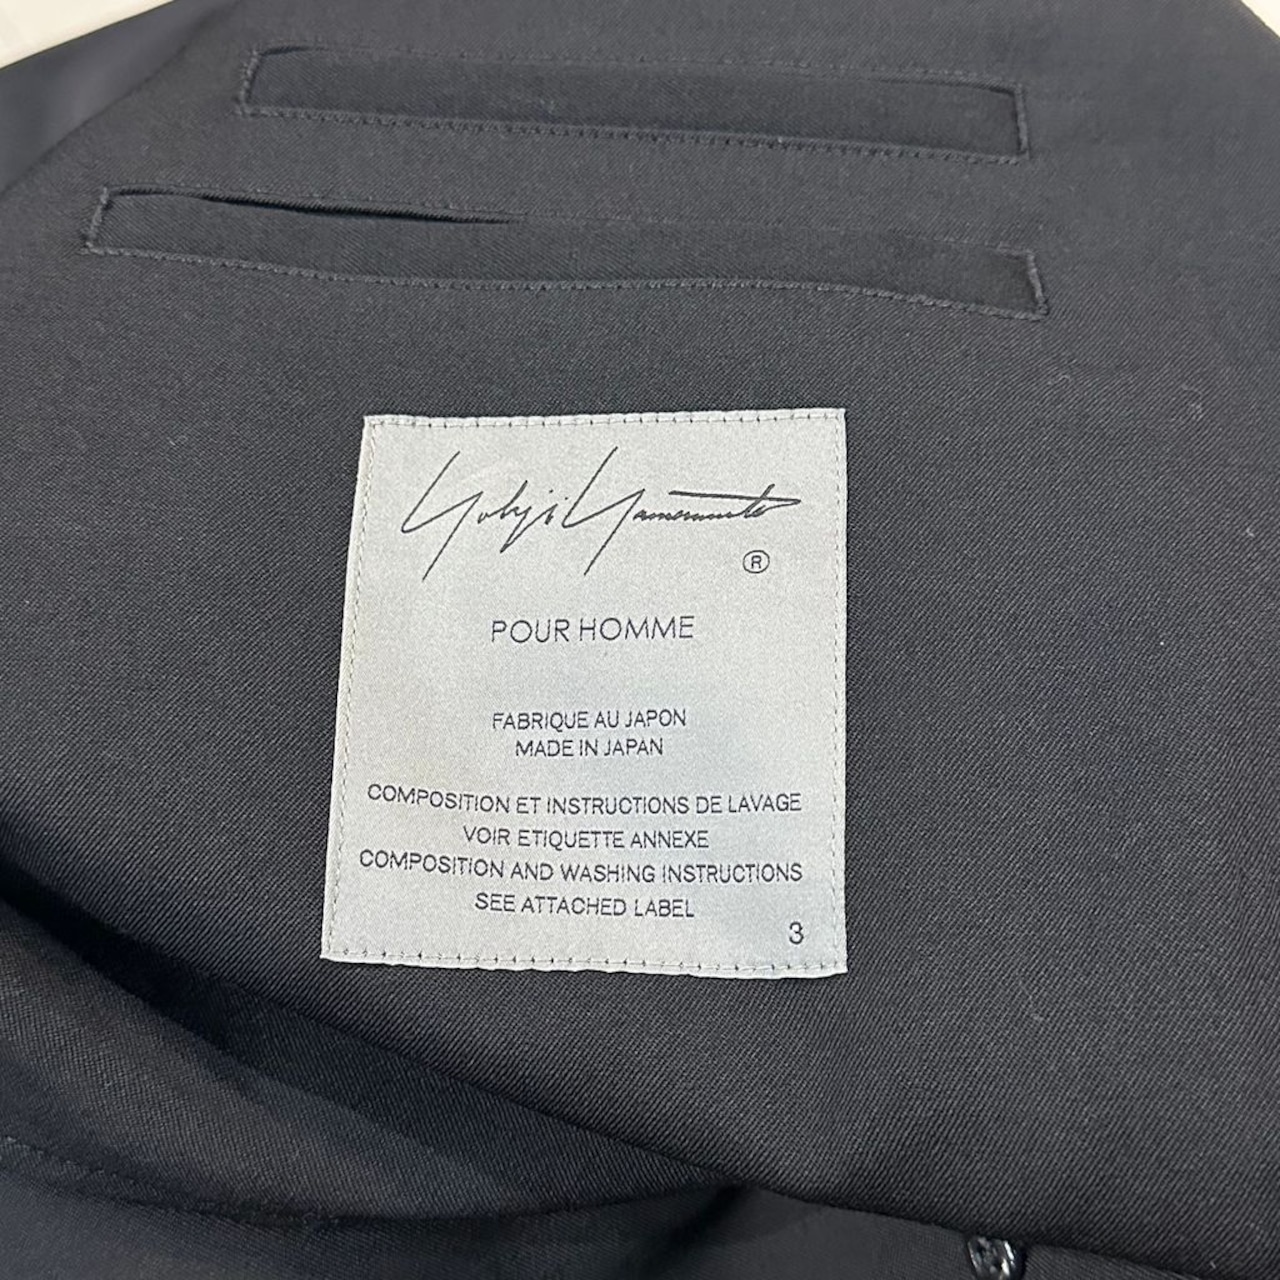 Yohji Yamamoto
®
POUR HOMME
FABRIQUE AU JAPON
MADE IN JAPAN
COMPOSITION ET INSTRUCTIONS DE LAVAGE
VOIR ETIQUETTE ANNEXE
COMPOSITION AND WASHING INSTRUCTIONS
SEE ATTACHED LABEL
3